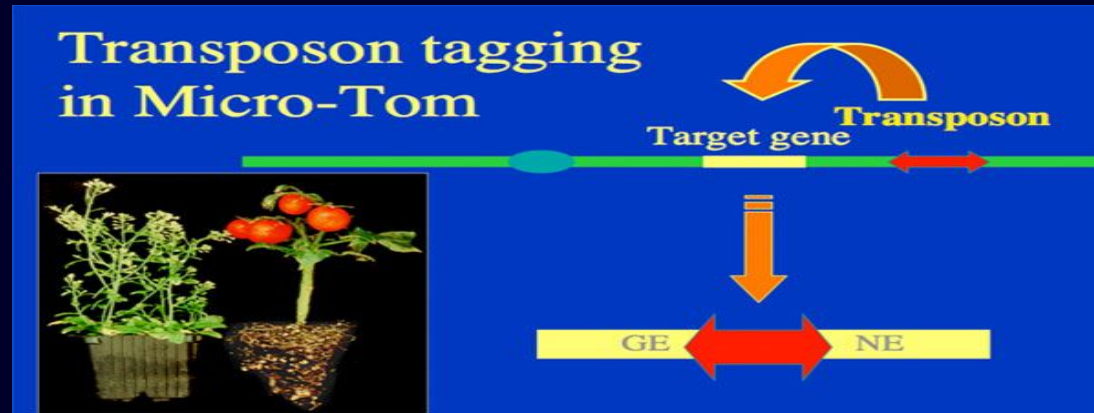 Transposon tagging
in Micro-Tom
Transposon
Target gene
GE NE